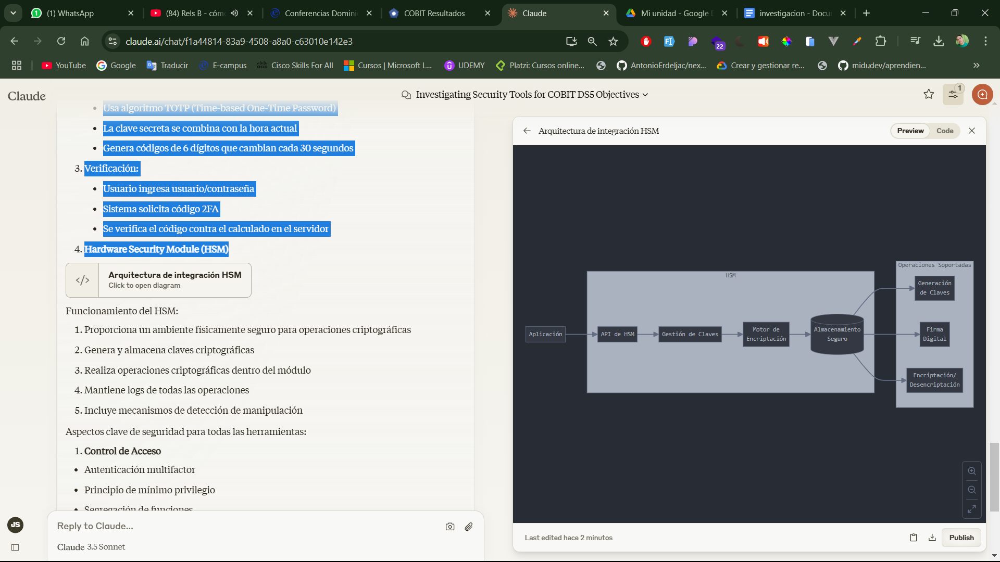 (1) WhatsApp
(84) Rels B - cóm
Conferencias Domini
COBIT Resultados
Claude
Mi unidad - Google D
investigacion - Docu
claude.ai/chat/f1a44814-83a9-4508-a8a0-c63010e142e3
22
YouTube
Google
Traducir
E-campus
Cisco Skills For All
Cursos | Microsoft L...
UDEMY
Platzi: Cursos online...
AntonioErdeljac/nex...
Crear y gestionar re...
midudev/aprendien...
Claude
Investigating Security Tools for COBIT DS5 Objectives
1
• Usa algoritmo TOTP (Time-based One-Time Password)
• La clave secreta se combina con la hora actual
• Genera códigos de 6 dígitos que cambian cada 30 segundos
3. Verificación:
• Usuario ingresa usuario/contraseña
• Sistema solicita código 2FA
• Se verifica el código contra el calculado en el servidor
4. Hardware Security Module (HSM)
</> Arquitectura de integración HSM
Click to open diagram
Funcionamiento del HSM:
1. Proporciona un ambiente físicamente seguro para operaciones criptográficas
2. Genera y almacena claves criptográficas
3. Realiza operaciones criptográficas dentro del módulo
4. Mantiene logs de todas las operaciones
5. Incluye mecanismos de detección de manipulación
Aspectos clave de seguridad para todas las herramientas:
1. Control de Acceso
• Autenticación multifactor
• Principio de mínimo privilegio
• Segregación de funciones
Reply to Claude...
Claude 3.5 Sonnet
JS
Arquitectura de integración HSM
Preview
Code
HSM
Operaciones Soportadas
Aplicación
API de HSM
Gestión de Claves
Motor de
Encriptación
Almacenamiento
Seguro
Generación
de Claves
Firma
Digital
Encriptación/
Desencriptación
Last edited hace 2 minutos
Publish